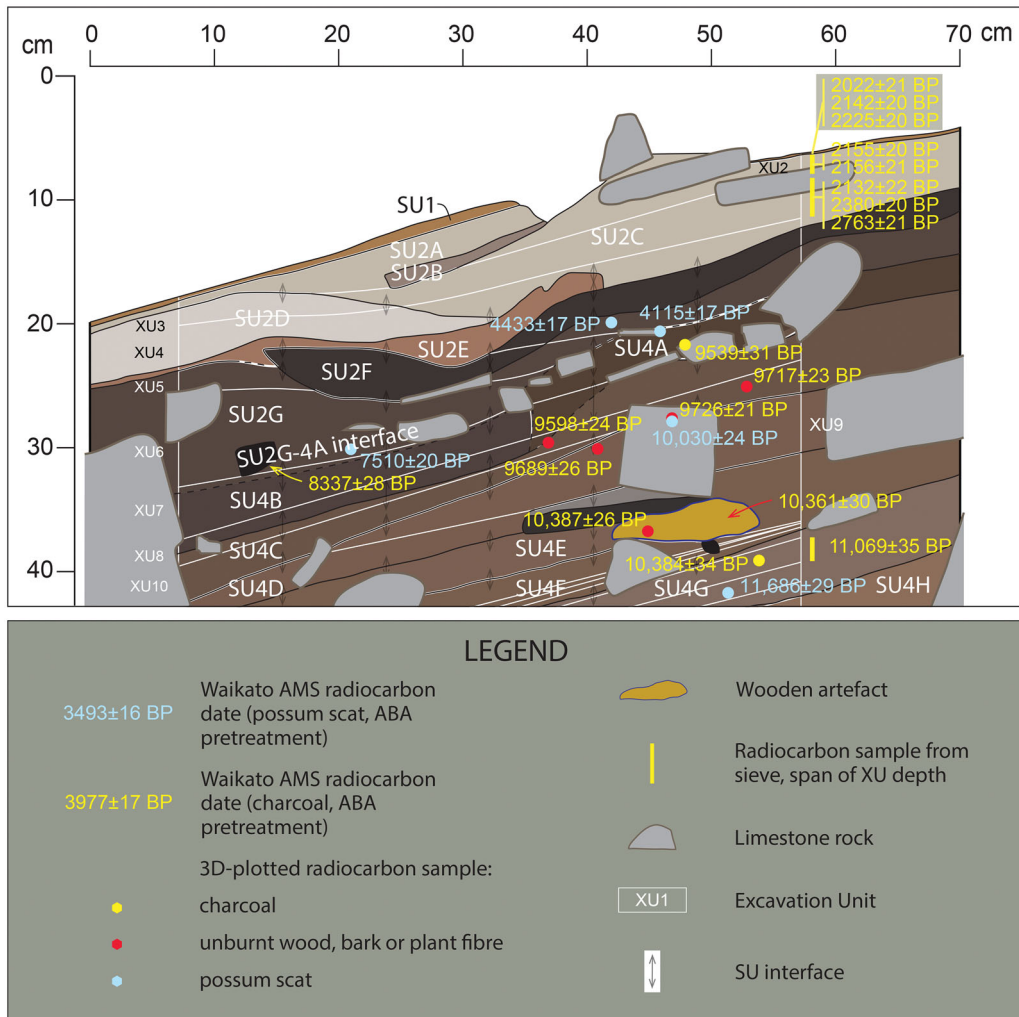 0 10 20 30 40 50 60 70 cm
cm
0
10
20
30
40
2022±21 BP
2142±20 BP
2225±20 BP
2155±20 BP
2156±21 BP
2132±22 BP
2380±20 BP
2763±21 BP
XU2
SU1
SU2A
SU2B
SU2C
SU2D
XU3
4433±17 BP
4115±17 BP
SU2E
SU4A
XU4
9539±31 BP
SU2F
9717±23 BP
XU5
SU2G
9598±24 BP
9726±21 BP
XU9
10,030±24 BP
SU2G-4A interface
XU6
7510±20 BP
9689±26 BP
8337±28 BP
SU4B
10,361±30 BP
XU7
10,387±26 BP
SU4C
SU4E
11,069±35 BP
XU8
10,384±34 BP
XU10
SU4D
SU4F
SU4G
11,686±29 BP
SU4H
LEGEND
3493±16 BP
Waikato AMS radiocarbon
date (possum scat, ABA
pretreatment)
3977±17 BP
Waikato AMS radiocarbon
date (charcoal, ABA
pretreatment)
3D-plotted radiocarbon sample:
charcoal
unburnt wood, bark or plant fibre
possum scat
Wooden artefact
Radiocarbon sample from
sieve, span of XU depth
Limestone rock
XU1
Excavation Unit
SU interface